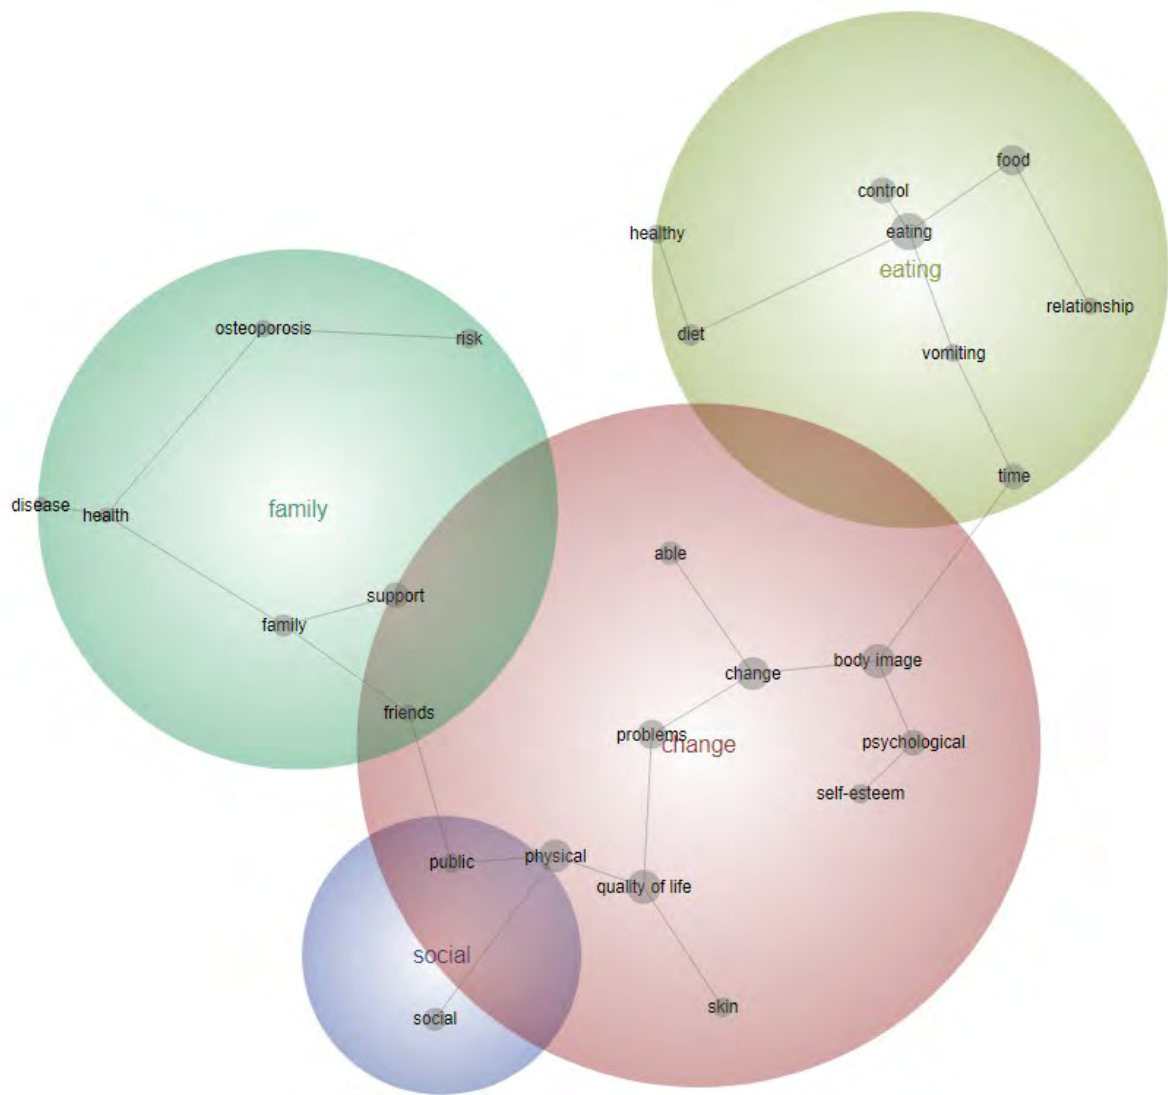 food
control
healthy
eating
eating
relationship
osteoporosis
diet
risk
vomiting
time
disease
health
family
able
support
family
body image
change
friends
problems
change
psychological
self-esteem
public
physical
quality of life
social
skin
social